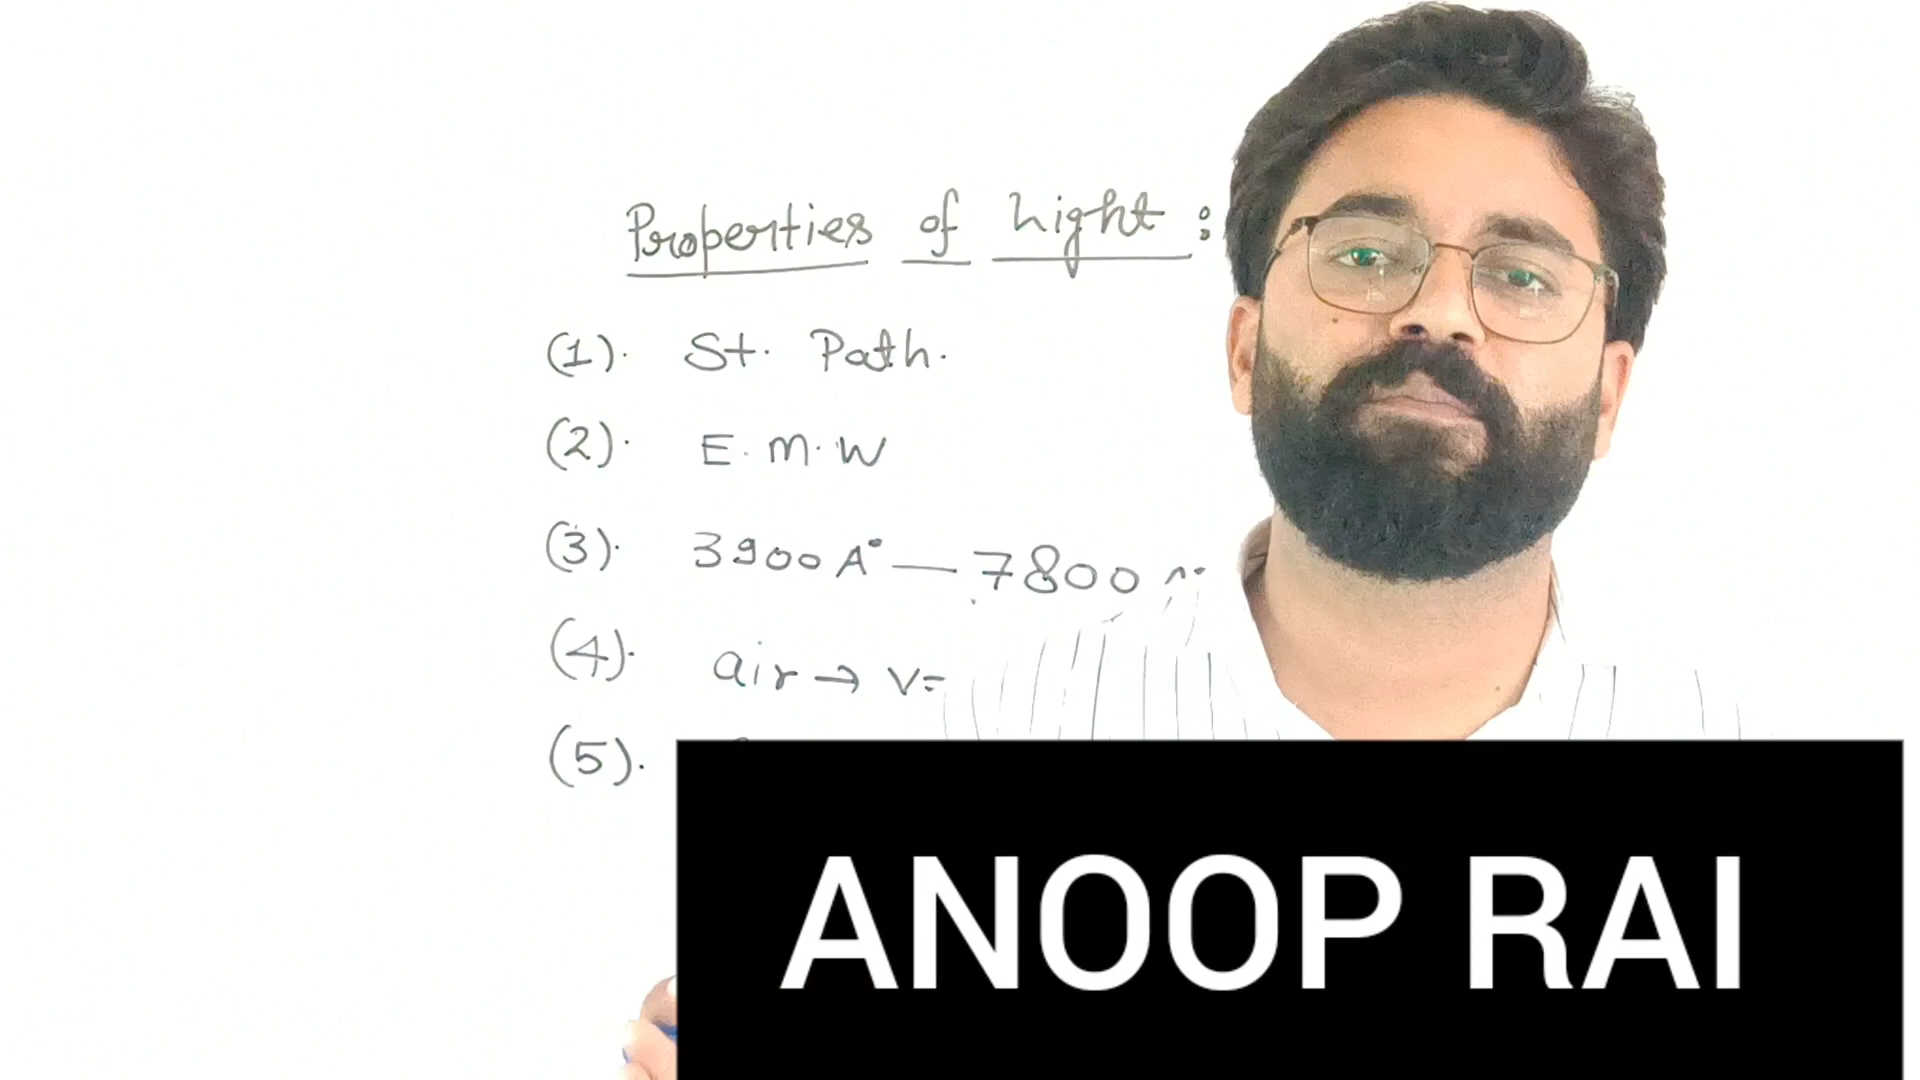 Properties of Light :
(1). St. Path.
(2). E.M.W
(3). 3900 A° — 7800
(4). air → v=
(5).
ANOOP RAI